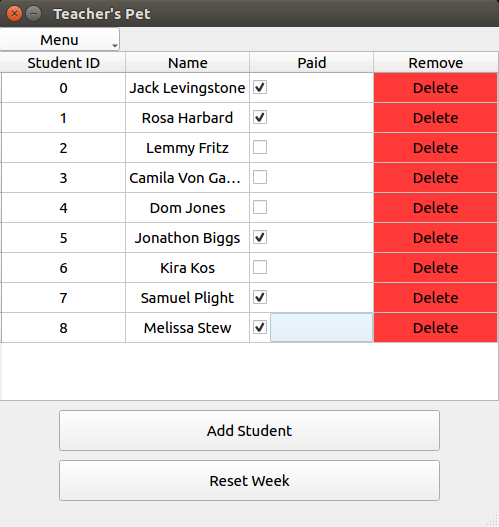 Teacher's Pet
Menu
Student ID Name Paid Remove
0 Jack Levingstone Delete
1 Rosa Harbard Delete
2 Lemmy Fritz Delete
3 Camila Von Ga... Delete
4 Dom Jones Delete
5 Jonathon Biggs Delete
6 Kira Kos Delete
7 Samuel Plight Delete
8 Melissa Stew Delete
Add Student
Reset Week